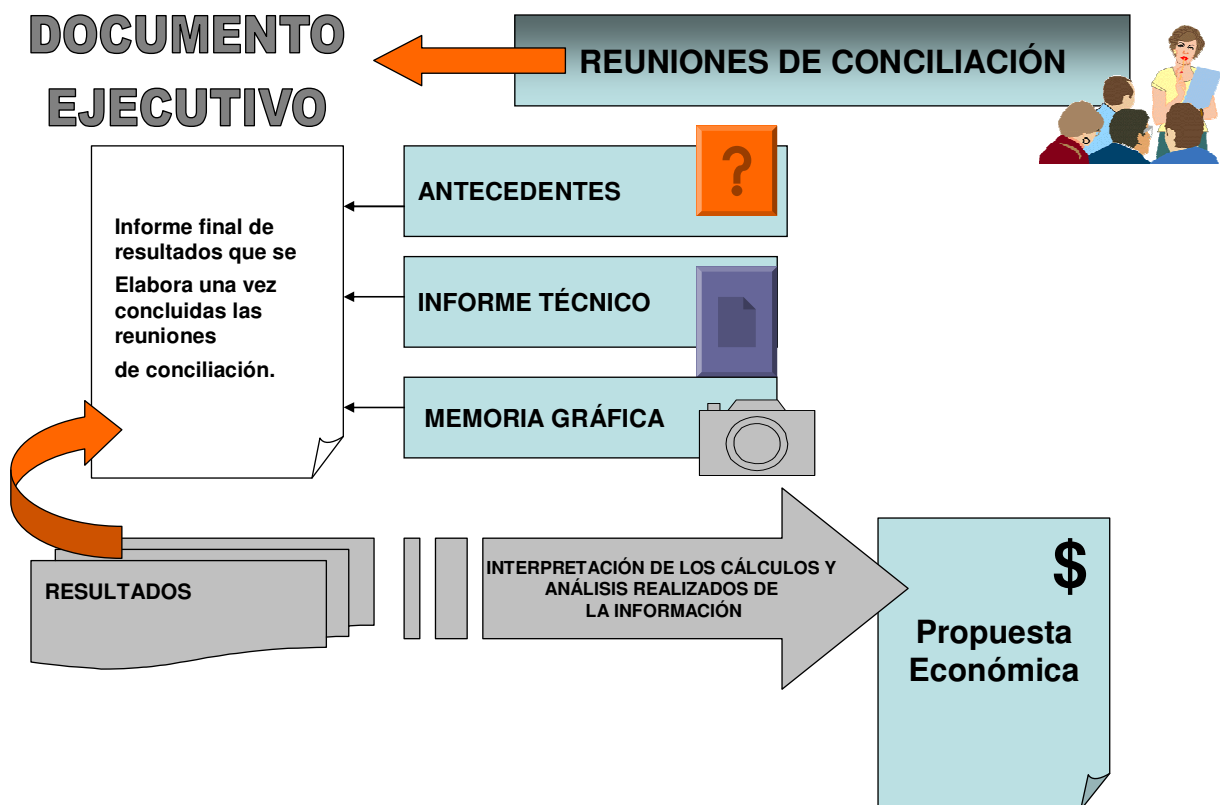 DOCUMENTO
EJECUTIVO
REUNIONES DE CONCILIACIÓN
Informe final de
resultados que se
Elabora una vez
concluidas las
reuniones
de conciliación.
ANTECEDENTES
?
INFORME TÉCNICO
MEMORIA GRÁFICA
RESULTADOS
INTERPRETACIÓN DE LOS CÁLCULOS Y
ANÁLISIS REALIZADOS DE
LA INFORMACIÓN
$
Propuesta
Económica